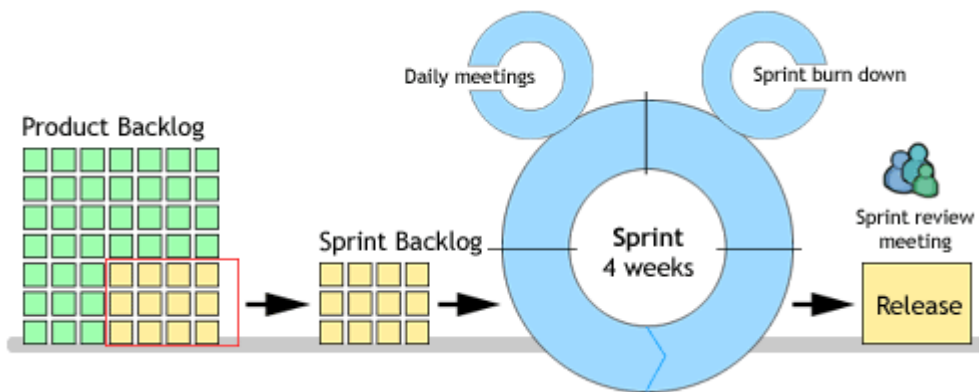 Daily meetings
Sprint burn down
Product Backlog
Sprint Backlog
Sprint
4 weeks
Sprint review
meeting
Release